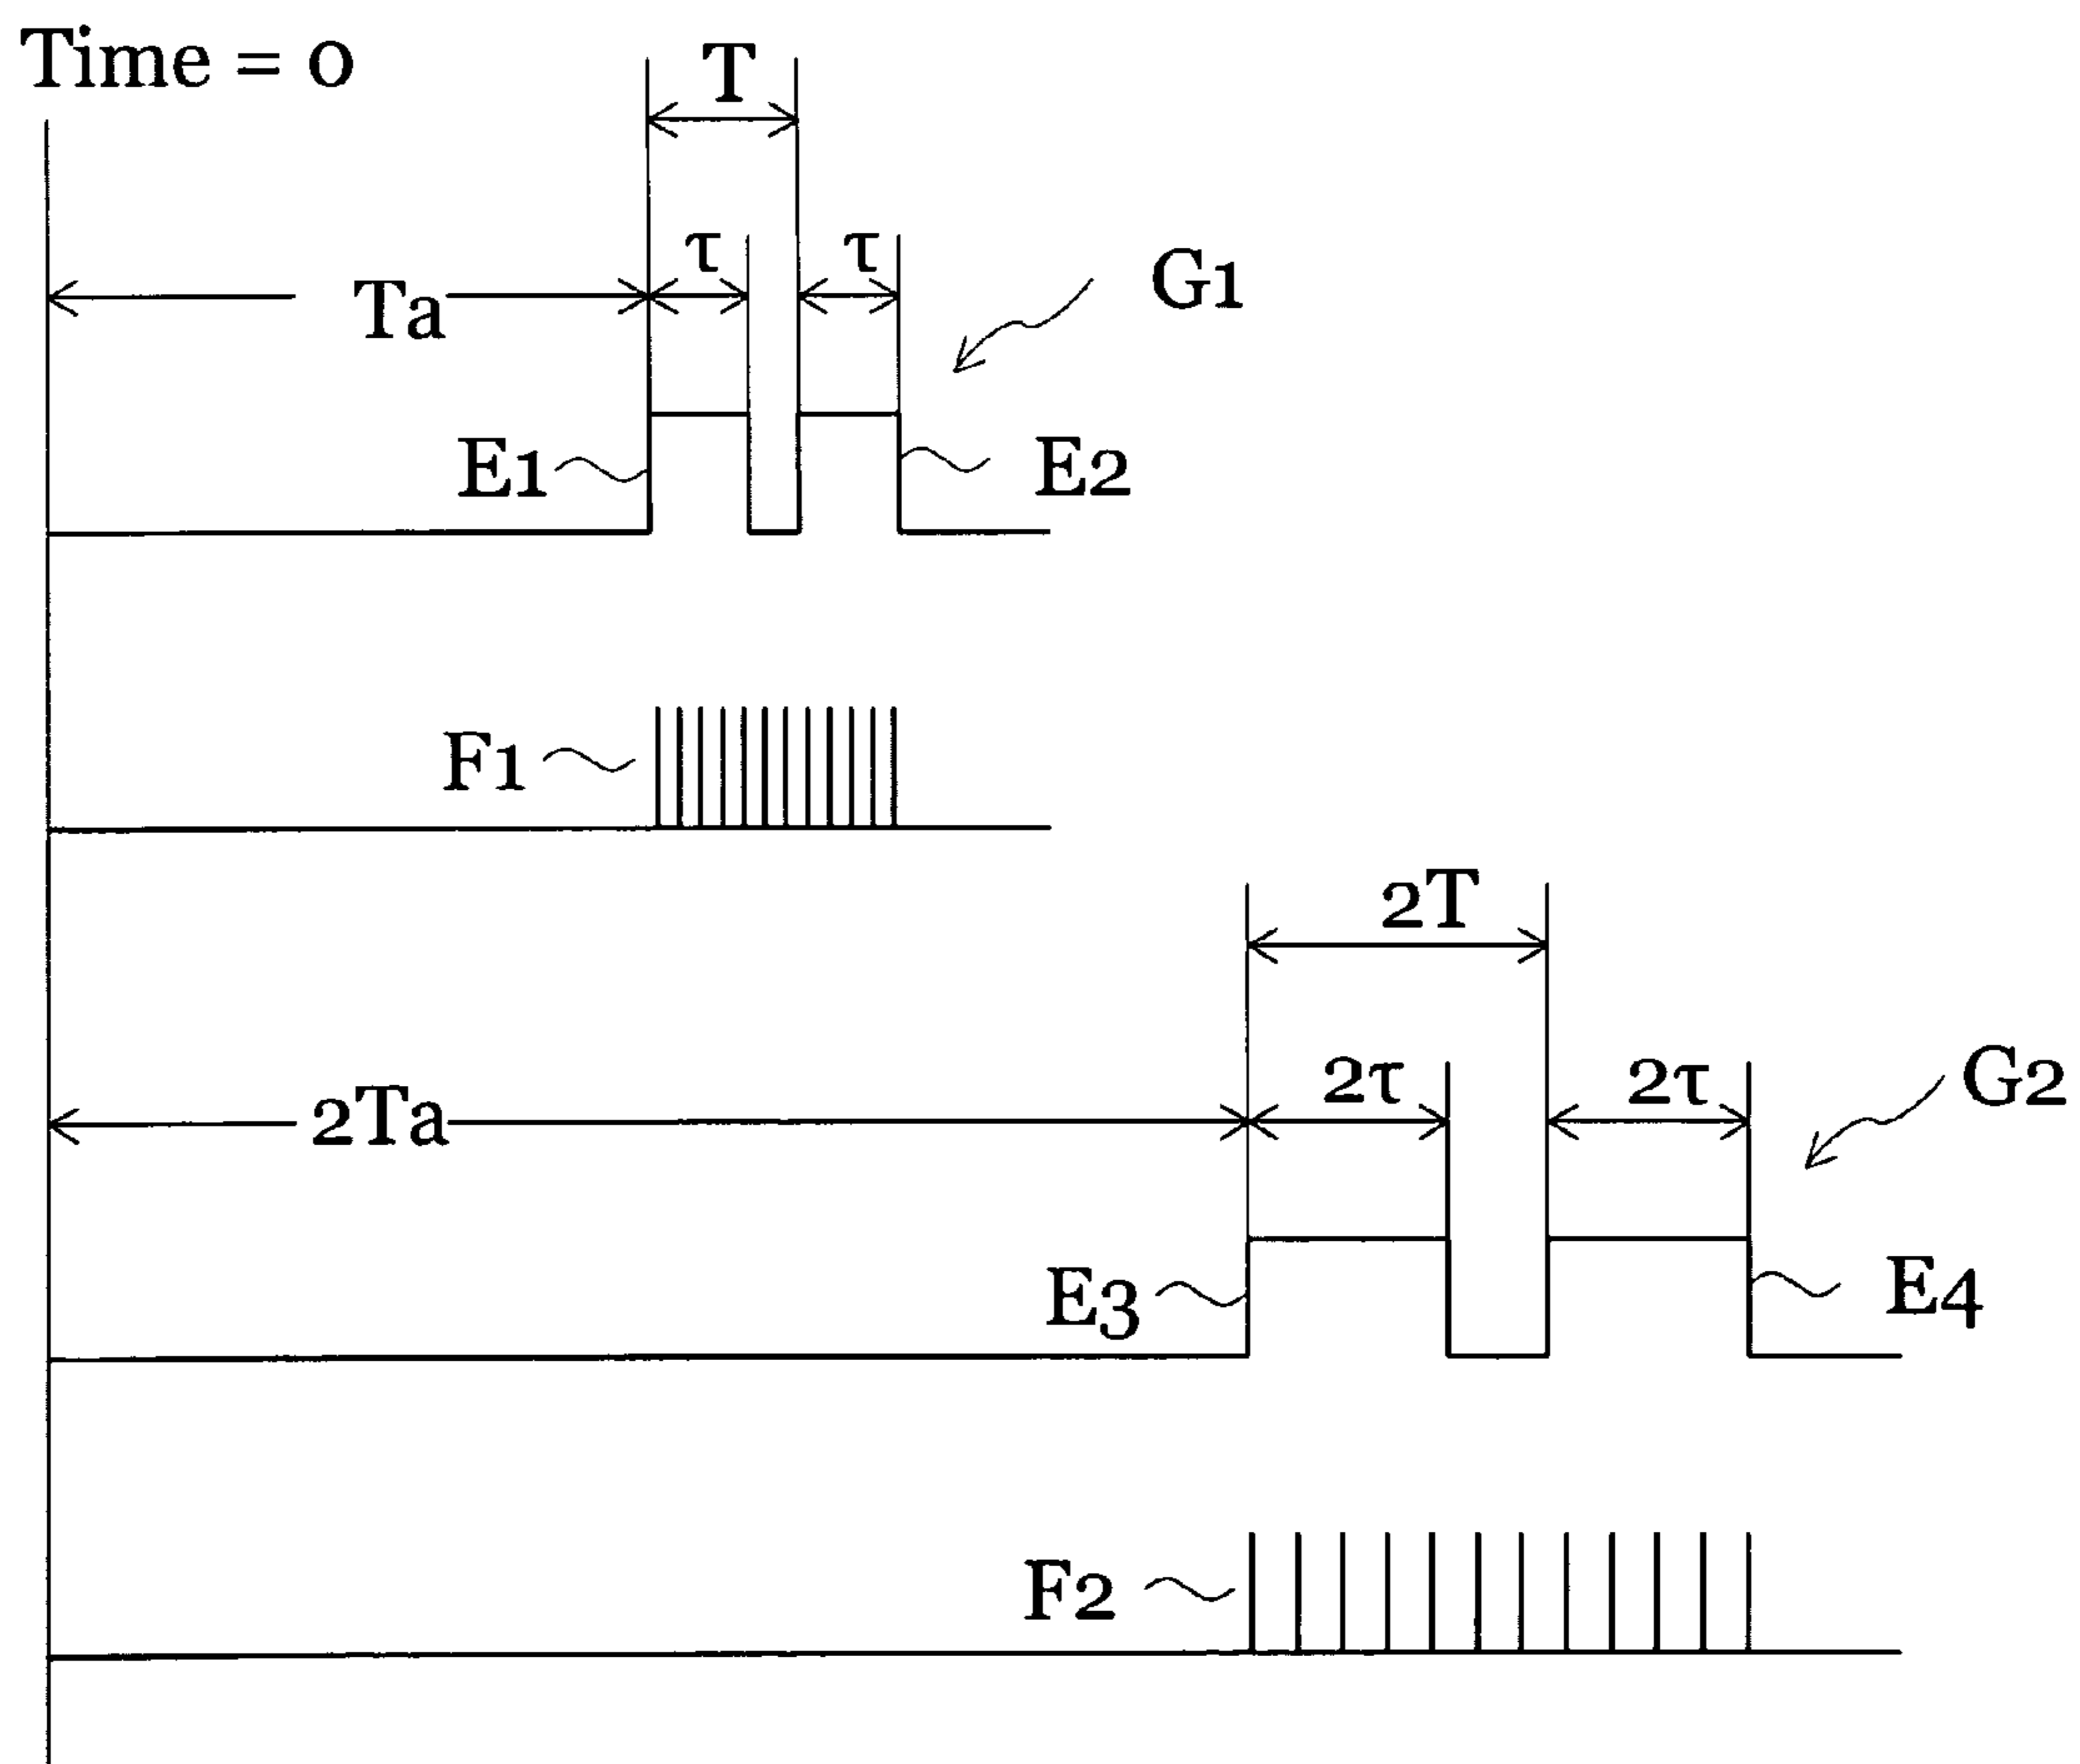 Time = 0
T
τ
τ
Ta
G1
E1
E2
F1
2T
2τ
2τ
2Ta
G2
E3
E4
F2